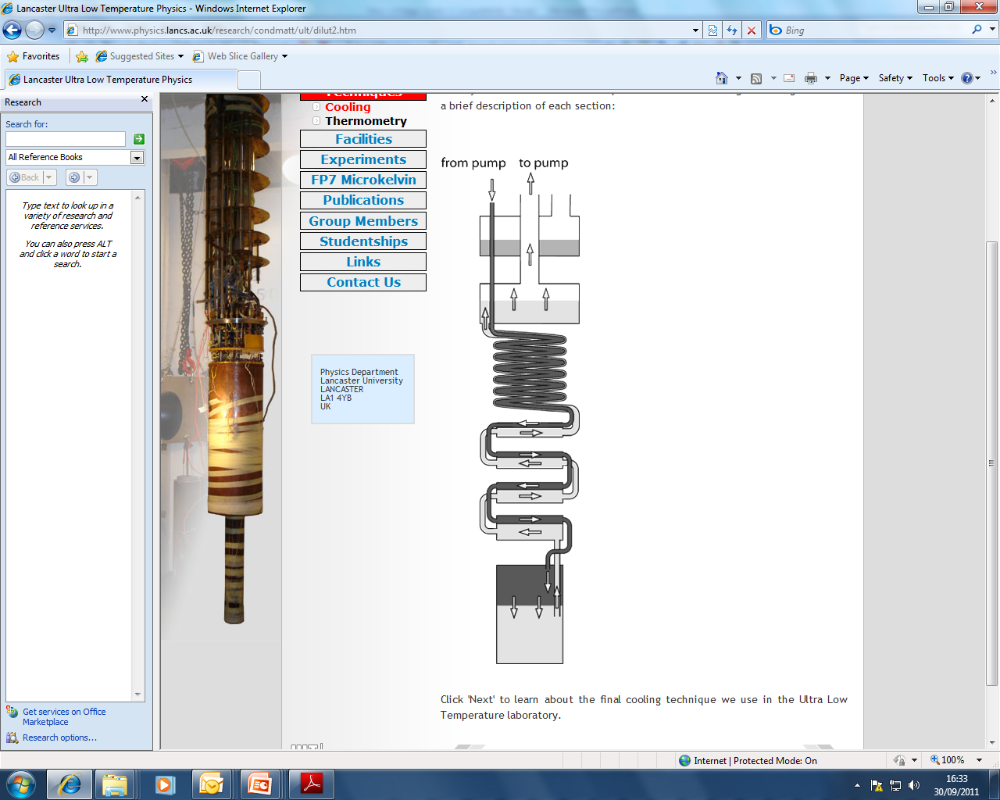 Lancaster Ultra Low Temperature Physics - Windows Internet Explorer
http://www.physics.lancs.ac.uk/research/condmatt/ult/dilut2.htm
Bing
Favorites
Suggested Sites
Web Slice Gallery
Lancaster Ultra Low Temperature Physics
Page
Safety
Tools
Research
Search for:
All Reference Books
Back
Type text to look up in a
variety of research and
reference services.
You can also press ALT
and click a word to start a
search.
Get services on Office
Marketplace
Research options...
Techniques
Cooling
Thermometry
Facilities
Experiments
FP7 Microkelvin
Publications
Group Members
Studentships
Links
Contact Us
Physics Department
Lancaster University
LANCASTER
LA1 4YB
UK
a brief description of each section:
from pump
to pump
Click 'Next' to learn about the final cooling technique we use in the Ultra Low
Temperature laboratory.
Internet | Protected Mode: On
100%
16:33
30/09/2011